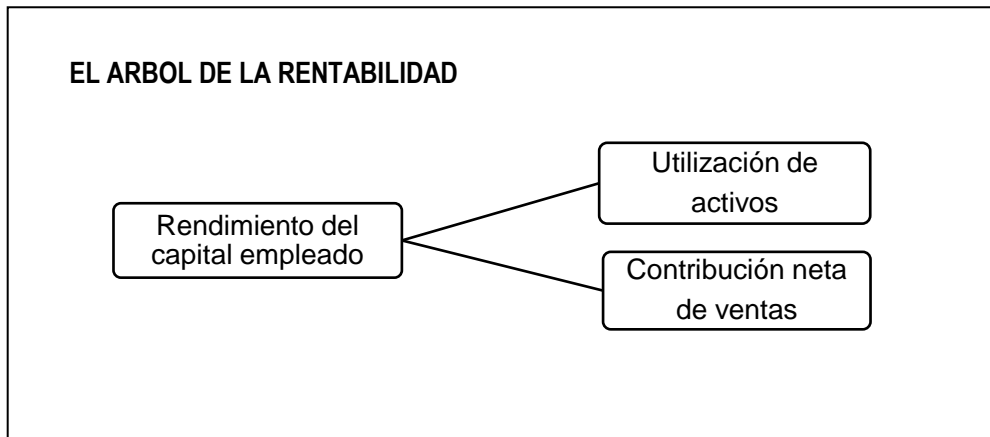 EL ARBOL DE LA RENTABILIDAD
Rendimiento del
capital empleado
Utilización de
activos
Contribución neta
de ventas